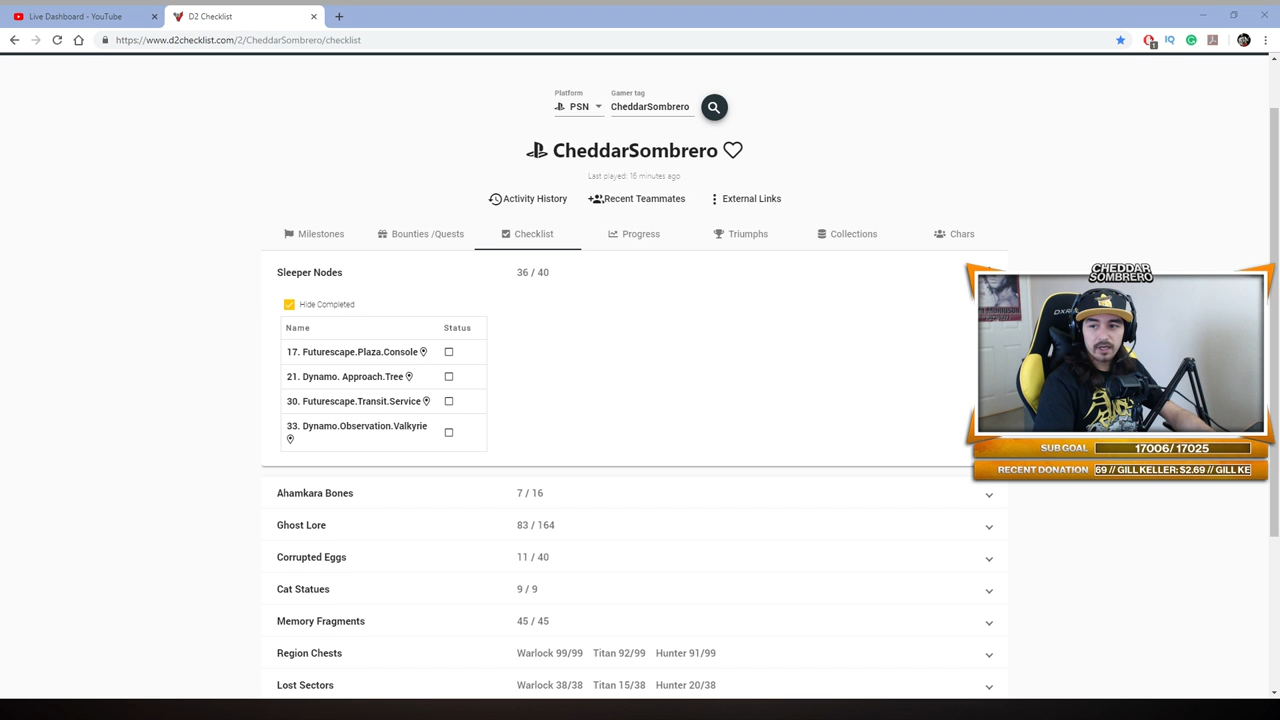 Live Dashboard - YouTube
D2 Checklist
https://www.d2checklist.com/2/CheddarSombrero/checklist
1
IQ
Platform
Gamer tag
PSN
CheddarSombrero
CheddarSombrero
Last played: 16 minutes ago
Activity History
Recent Teammates
External Links
Milestones
Bounties /Quests
Checklist
Progress
Triumphs
Collections
Chars
Sleeper Nodes 36 / 40
Hide Completed
Name Status
17. Futurescape.Plaza.Console
21. Dynamo. Approach.Tree
30. Futurescape.Transit.Service
33. Dynamo.Observation.Valkyrie
Ahamkara Bones 7 / 16
Ghost Lore 83 / 164
Corrupted Eggs 11 / 40
Cat Statues 9 / 9
Memory Fragments 45 / 45
Region Chests Warlock 99/99 Titan 92/99 Hunter 91/99
Lost Sectors Warlock 38/38 Titan 15/38 Hunter 20/38
CHEDDAR
SOMBRERO
SUB GOAL 17006/ 17025
RECENT DONATION 69 // GILL KELLER: $2.69 // GILL KE